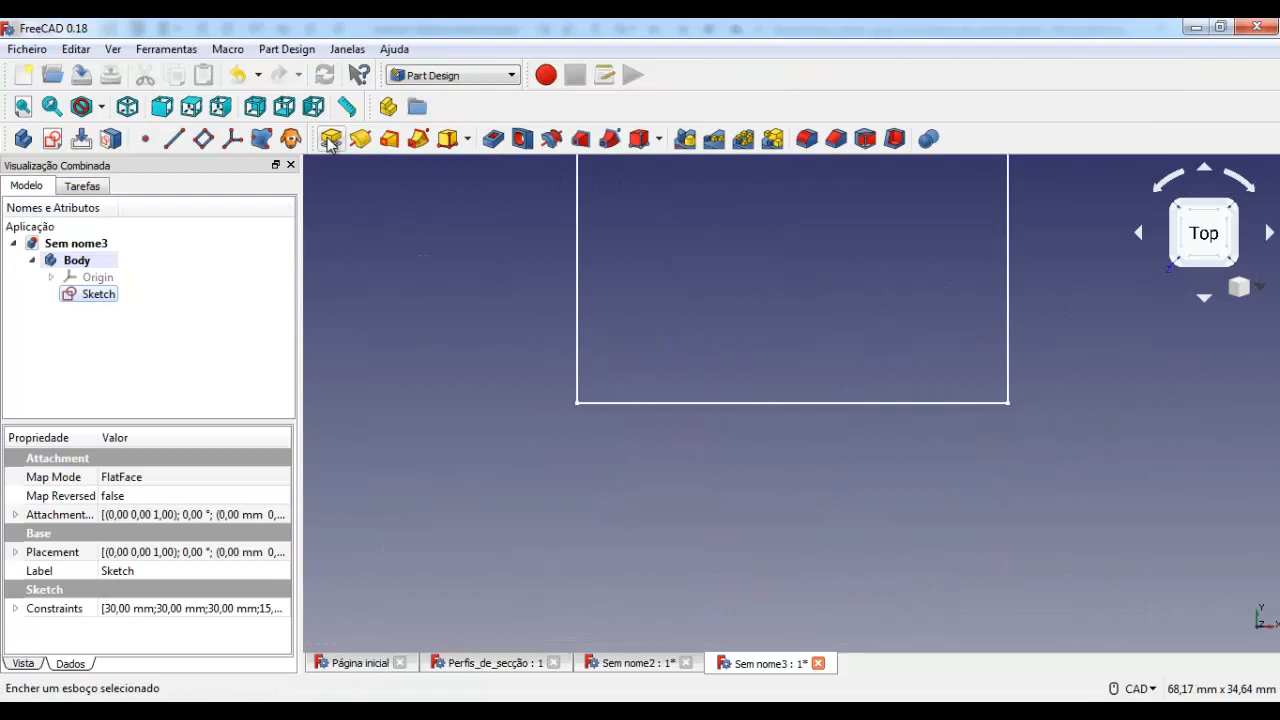 FreeCAD 0.18
Ficheiro Editar Ver Ferramentas Macro Part Design Janelas Ajuda
Part Design
Visualização Combinada
Modelo Tarefas
Nomes e Atributos
Aplicação
Sem nome3
Body
Origin
Sketch
Top
Propriedade Valor
Attachment
Map Mode FlatFace
Map Reversed false
Attachment... [(0,00 0,00 1,00); 0,00 °; (0,00 mm 0,...
Base
Placement [(0,00 0,00 1,00); 0,00 °; (0,00 mm 0,...
Label Sketch
Sketch
Constraints [30,00 mm;30,00 mm;30,00 mm;15,...
Y
Z X
Vista Dados
Página inicial Perfis_de_secção : 1 Sem nome2 : 1* Sem nome3 : 1*
Encher um esboço selecionado CAD 68,17 mm x 34,64 mm